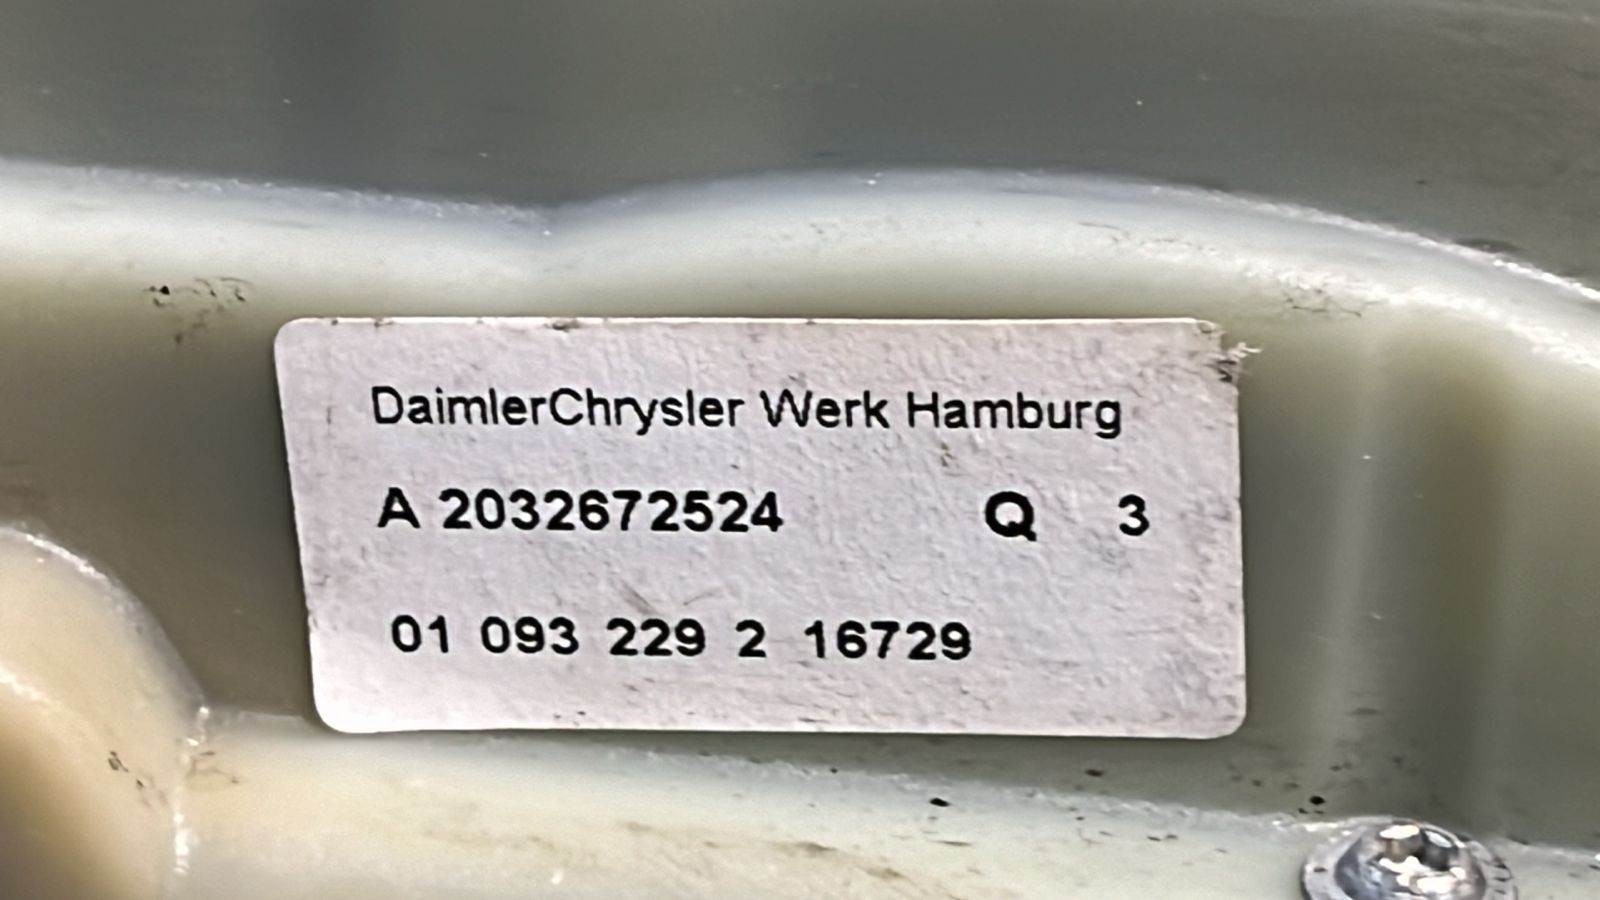 DaimlerChrysler Werk Hamburg
A 2032672524 Q 3
01 093 229 2 16729